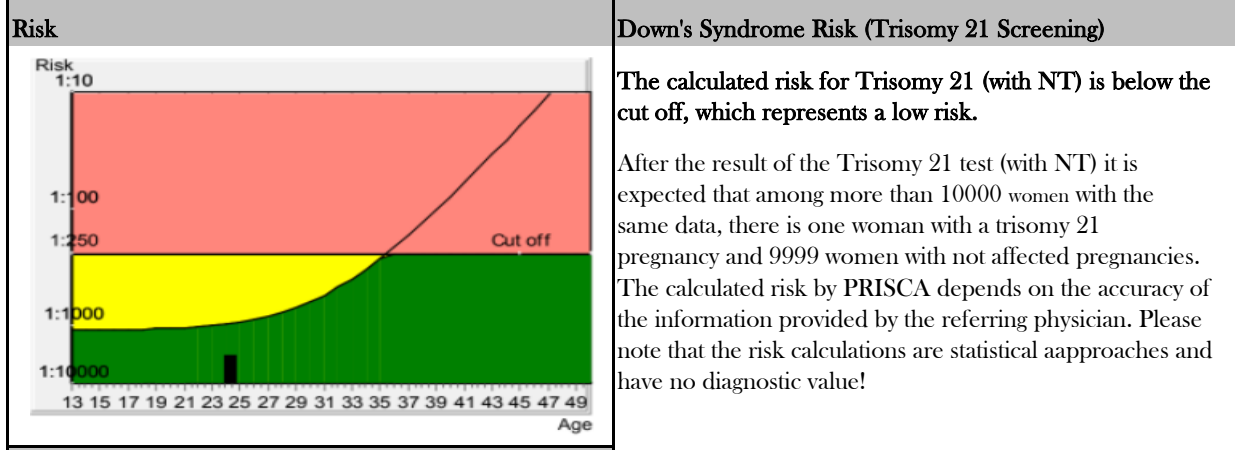 Risk
Down's Syndrome Risk (Trisomy 21 Screening)
Risk
1:10
1:100
1:250
Cut off
1:1000
1:10000
13 15 17 19 21 23 25 27 29 31 33 35 37 39 41 43 45 47 49
Age
The calculated risk for Trisomy 21 (with NT) is below the
cut off, which represents a low risk.
After the result of the Trisomy 21 test (with NT) it is
expected that among more than 10000 women with the
same data, there is one woman with a trisomy 21
pregnancy and 9999 women with not affected pregnancies.
The calculated risk by PRISCA depends on the accuracy of
the information provided by the referring physician. Please
note that the risk calculations are statistical aapproaches and
have no diagnostic value!